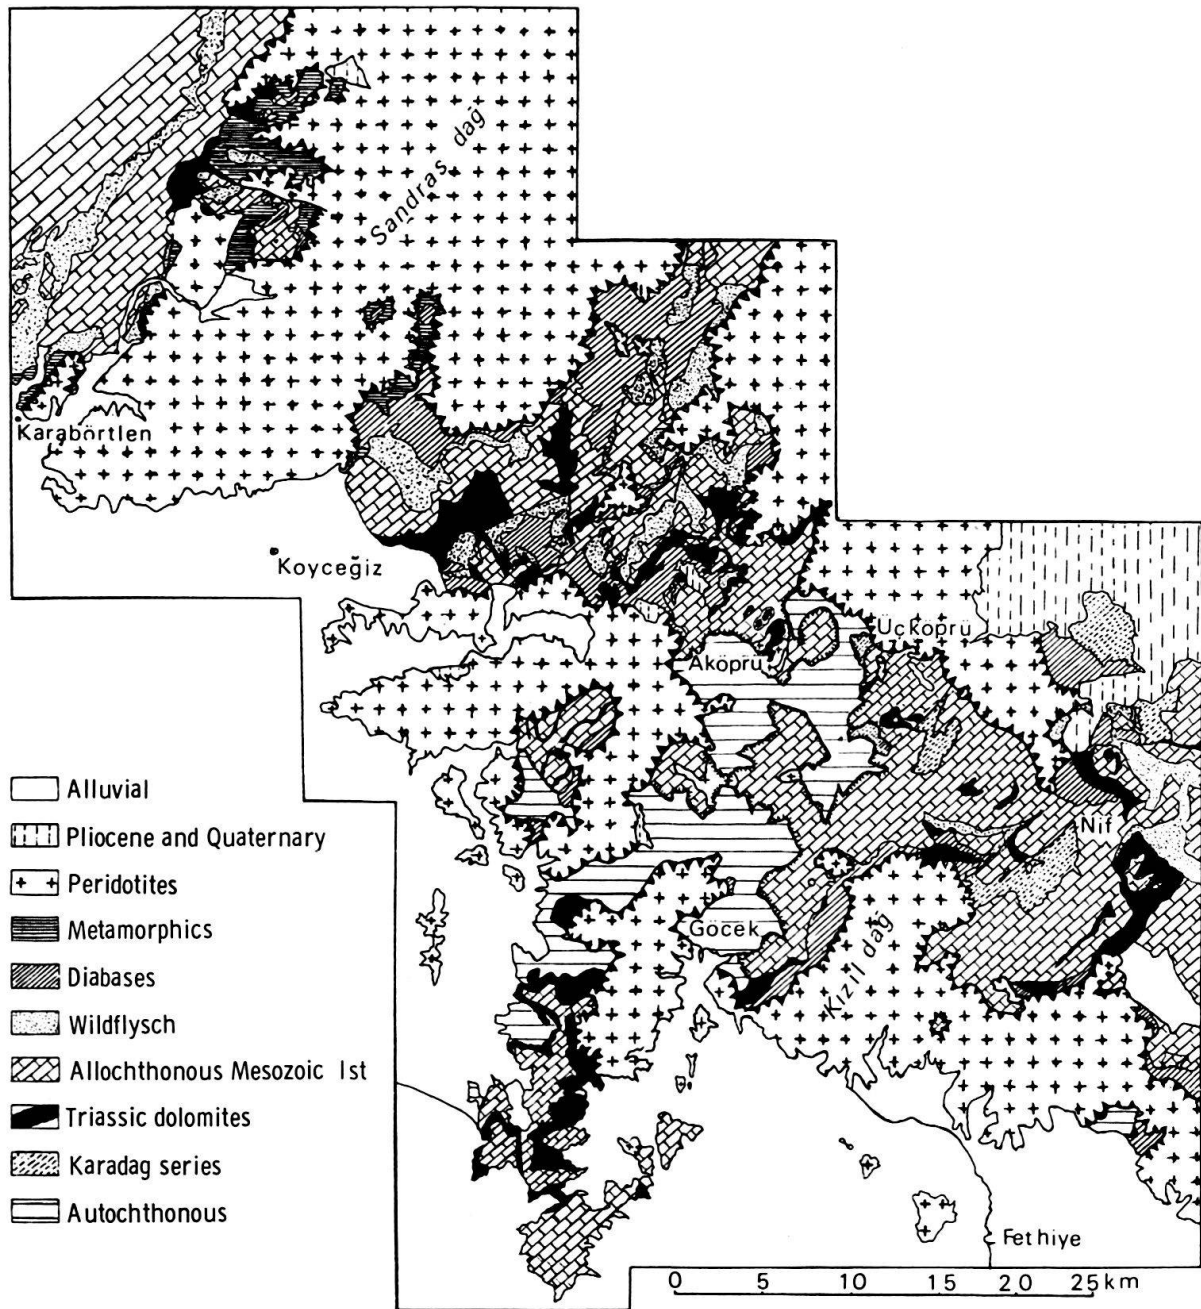 Sandras dağ
Karabörtlen
Koyceğiz
Üçköprü
Aköprü
Nif
Göcek
Kızıl dağ
Alluvial
Pliocene and Quaternary
Peridotites
Metamorphics
Diabases
Wildflysch
Allochthonous Mesozoic lst
Triassic dolomites
Karadag series
Autochthonous
Fethiye
0 5 10 15 20 25 km